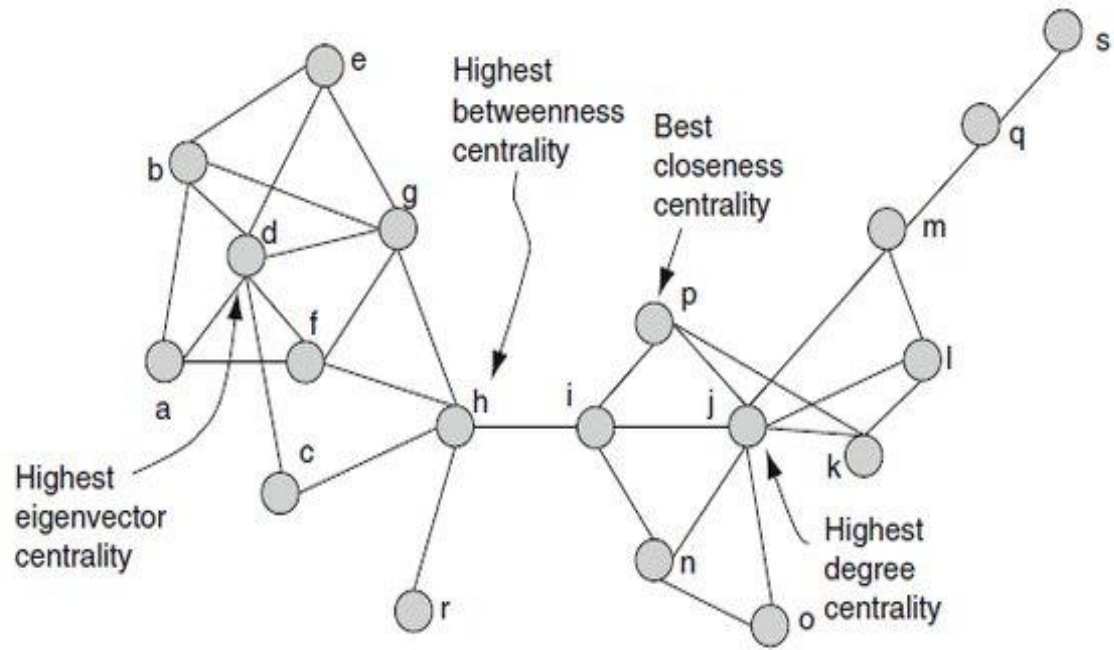 s
e
Highest
betweenness
centrality
Best
closeness
centrality
q
b
g
d
m
p
f
l
a
h
i
j
c
k
Highest
eigenvector
centrality
Highest
degree
centrality
n
r
o